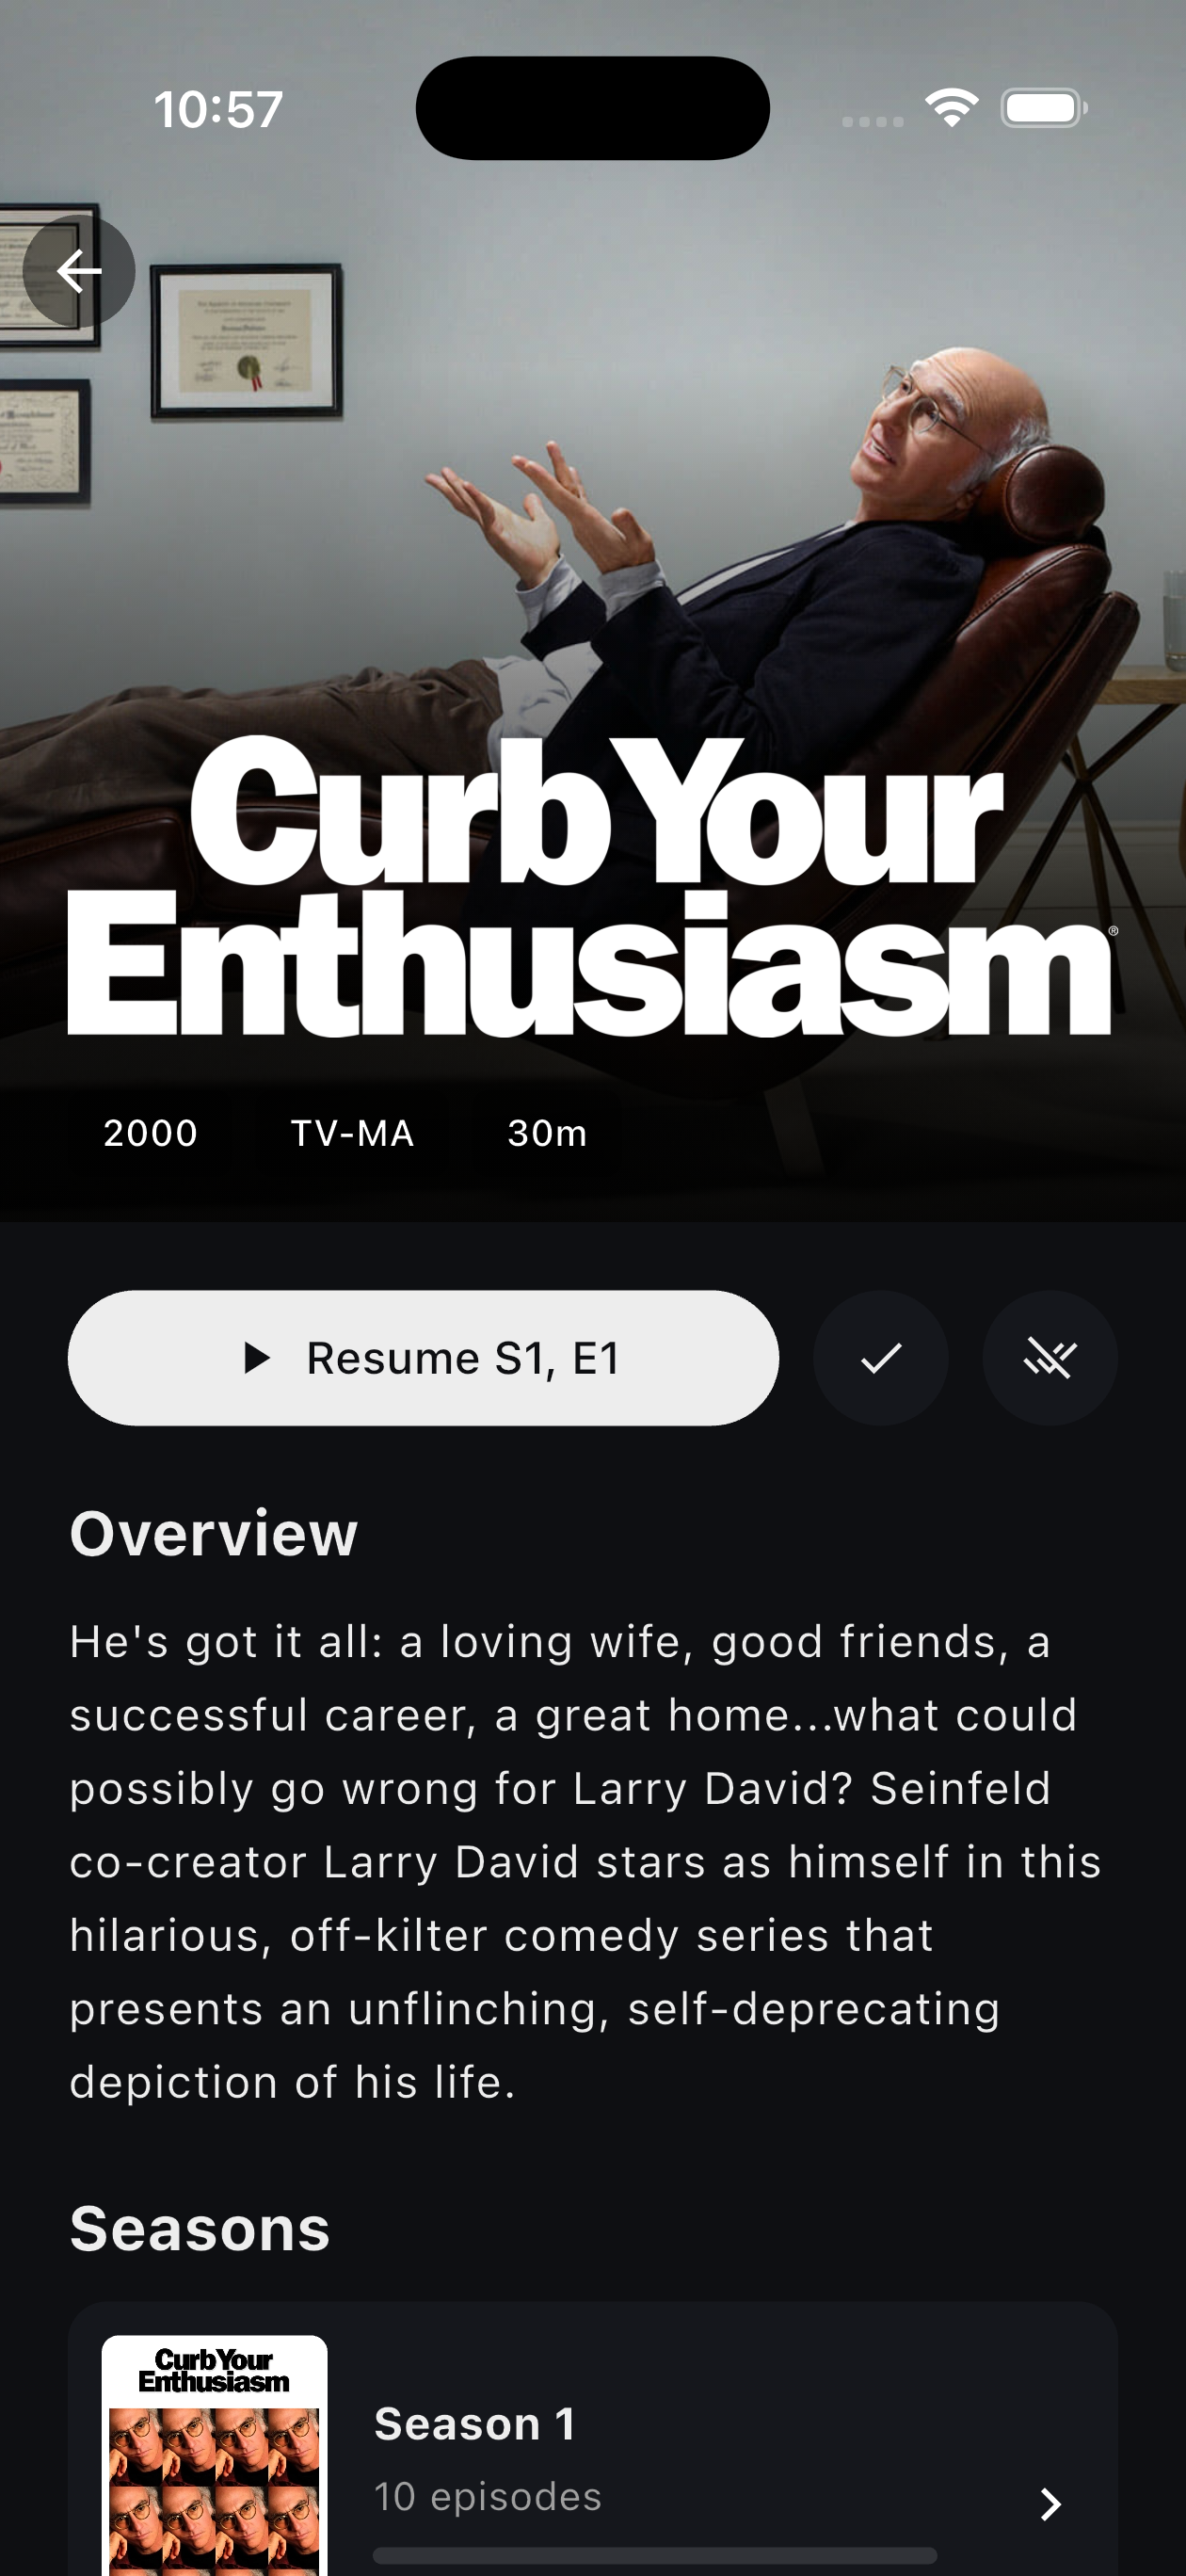 10:57
Curb Your
Enthusiasm®
2000 TV-MA 30m
Resume S1, E1
Overview
He's got it all: a loving wife, good friends, a
successful career, a great home...what could
possibly go wrong for Larry David? Seinfeld
co-creator Larry David stars as himself in this
hilarious, off-kilter comedy series that
presents an unflinching, self-deprecating
depiction of his life.
Seasons
Curb Your
Enthusiasm
Season 1
10 episodes